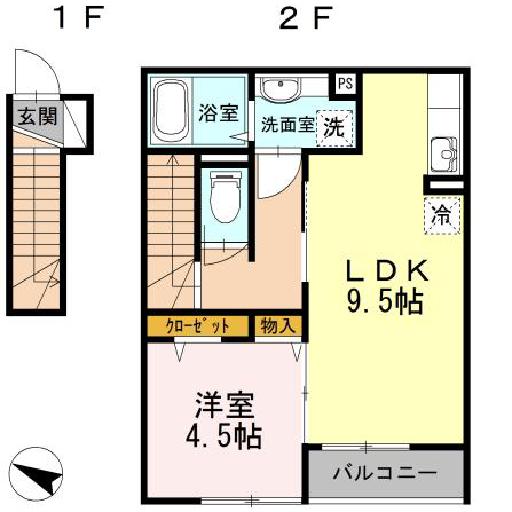 １Ｆ
２Ｆ
玄関
浴室
洗面室
PS
洗
冷
ＬＤＫ
9.5帖
ｸﾛｰｾﾞｯﾄ
物入
洋室
4.5帖
バルコニー